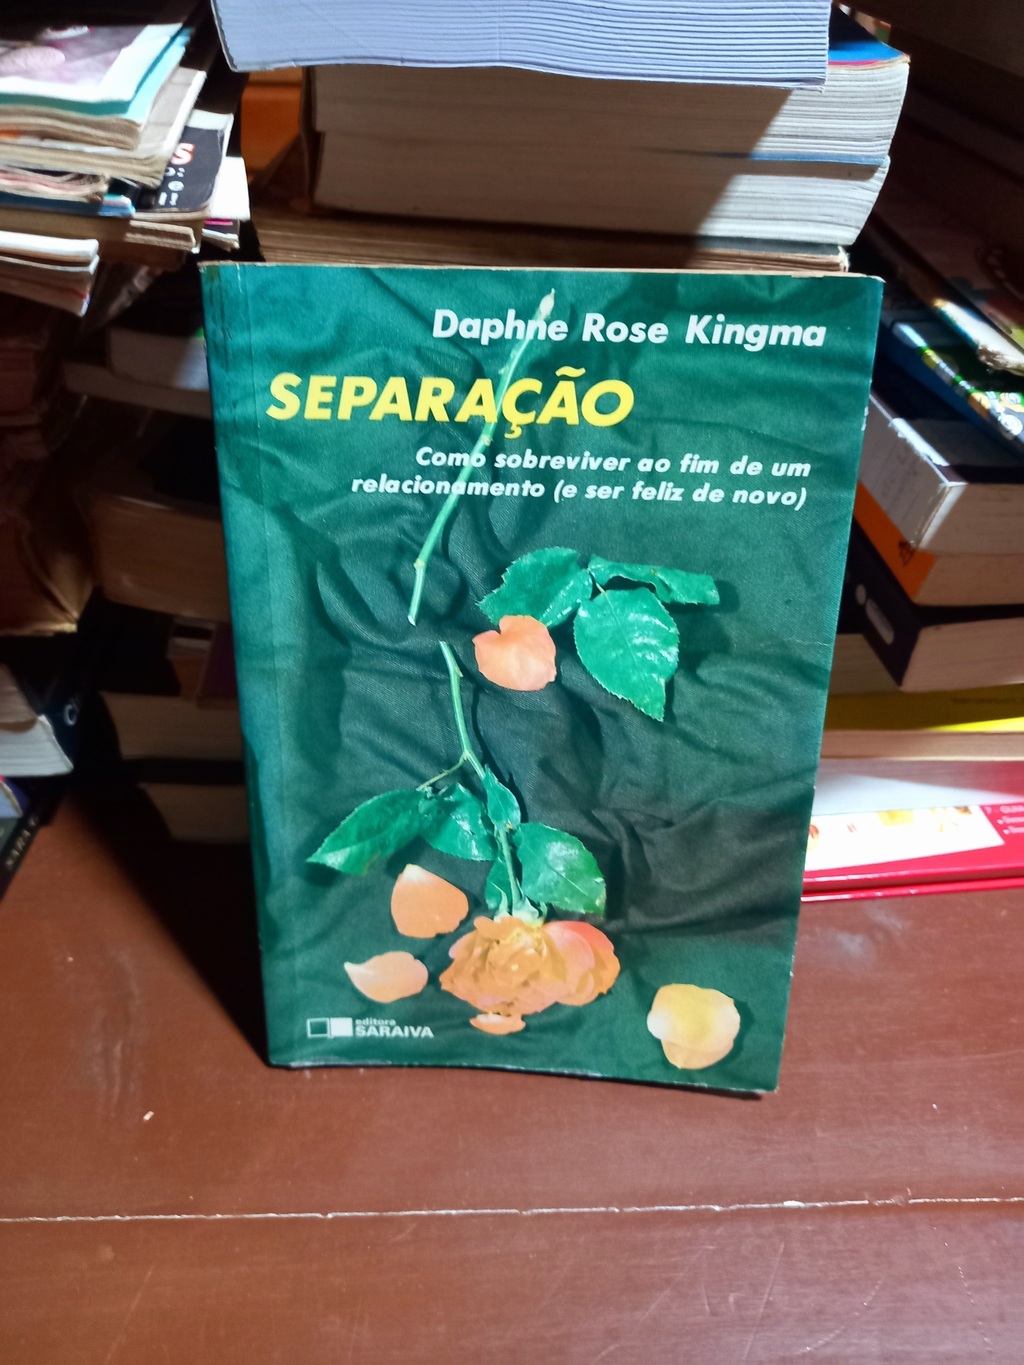 Daphne Rose Kingma
SEPARAÇÃO
Como sobreviver ao fim de um
relacionamento (e ser feliz de novo)
editora
SARAIVA